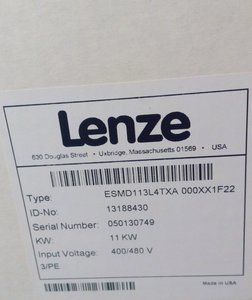 Lenze
630 Douglas Street • Uxbridge, Massachusetts 01569 • USA
Type: ESMD113L4TXA 000XX1F22
ID-No: 13188430
Serial Number: 050130749
KW: 11 KW
Input Voltage: 400/480 V
3/PE
Made in USA